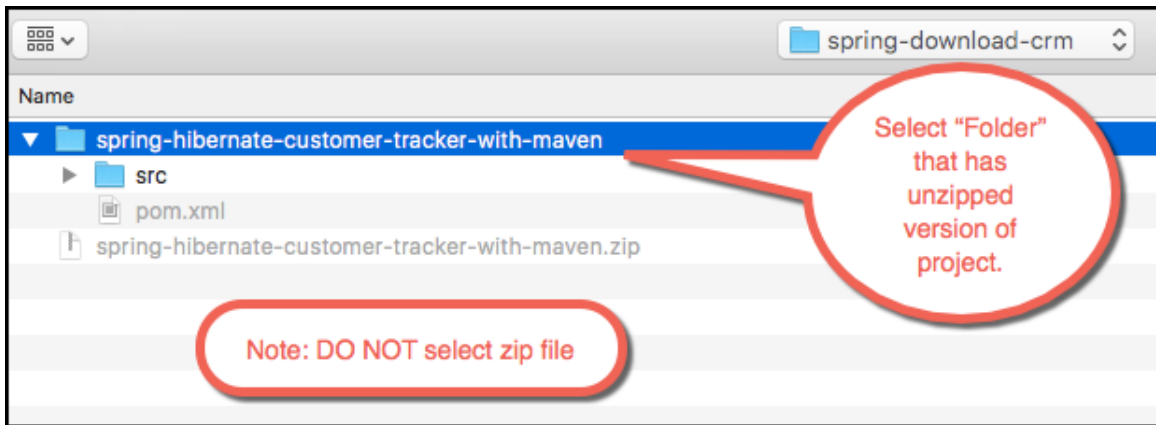 spring-download-crm
Name
spring-hibernate-customer-tracker-with-maven
src
pom.xml
spring-hibernate-customer-tracker-with-maven.zip
Select “Folder”
that has
unzipped
version of
project.
Note: DO NOT select zip file